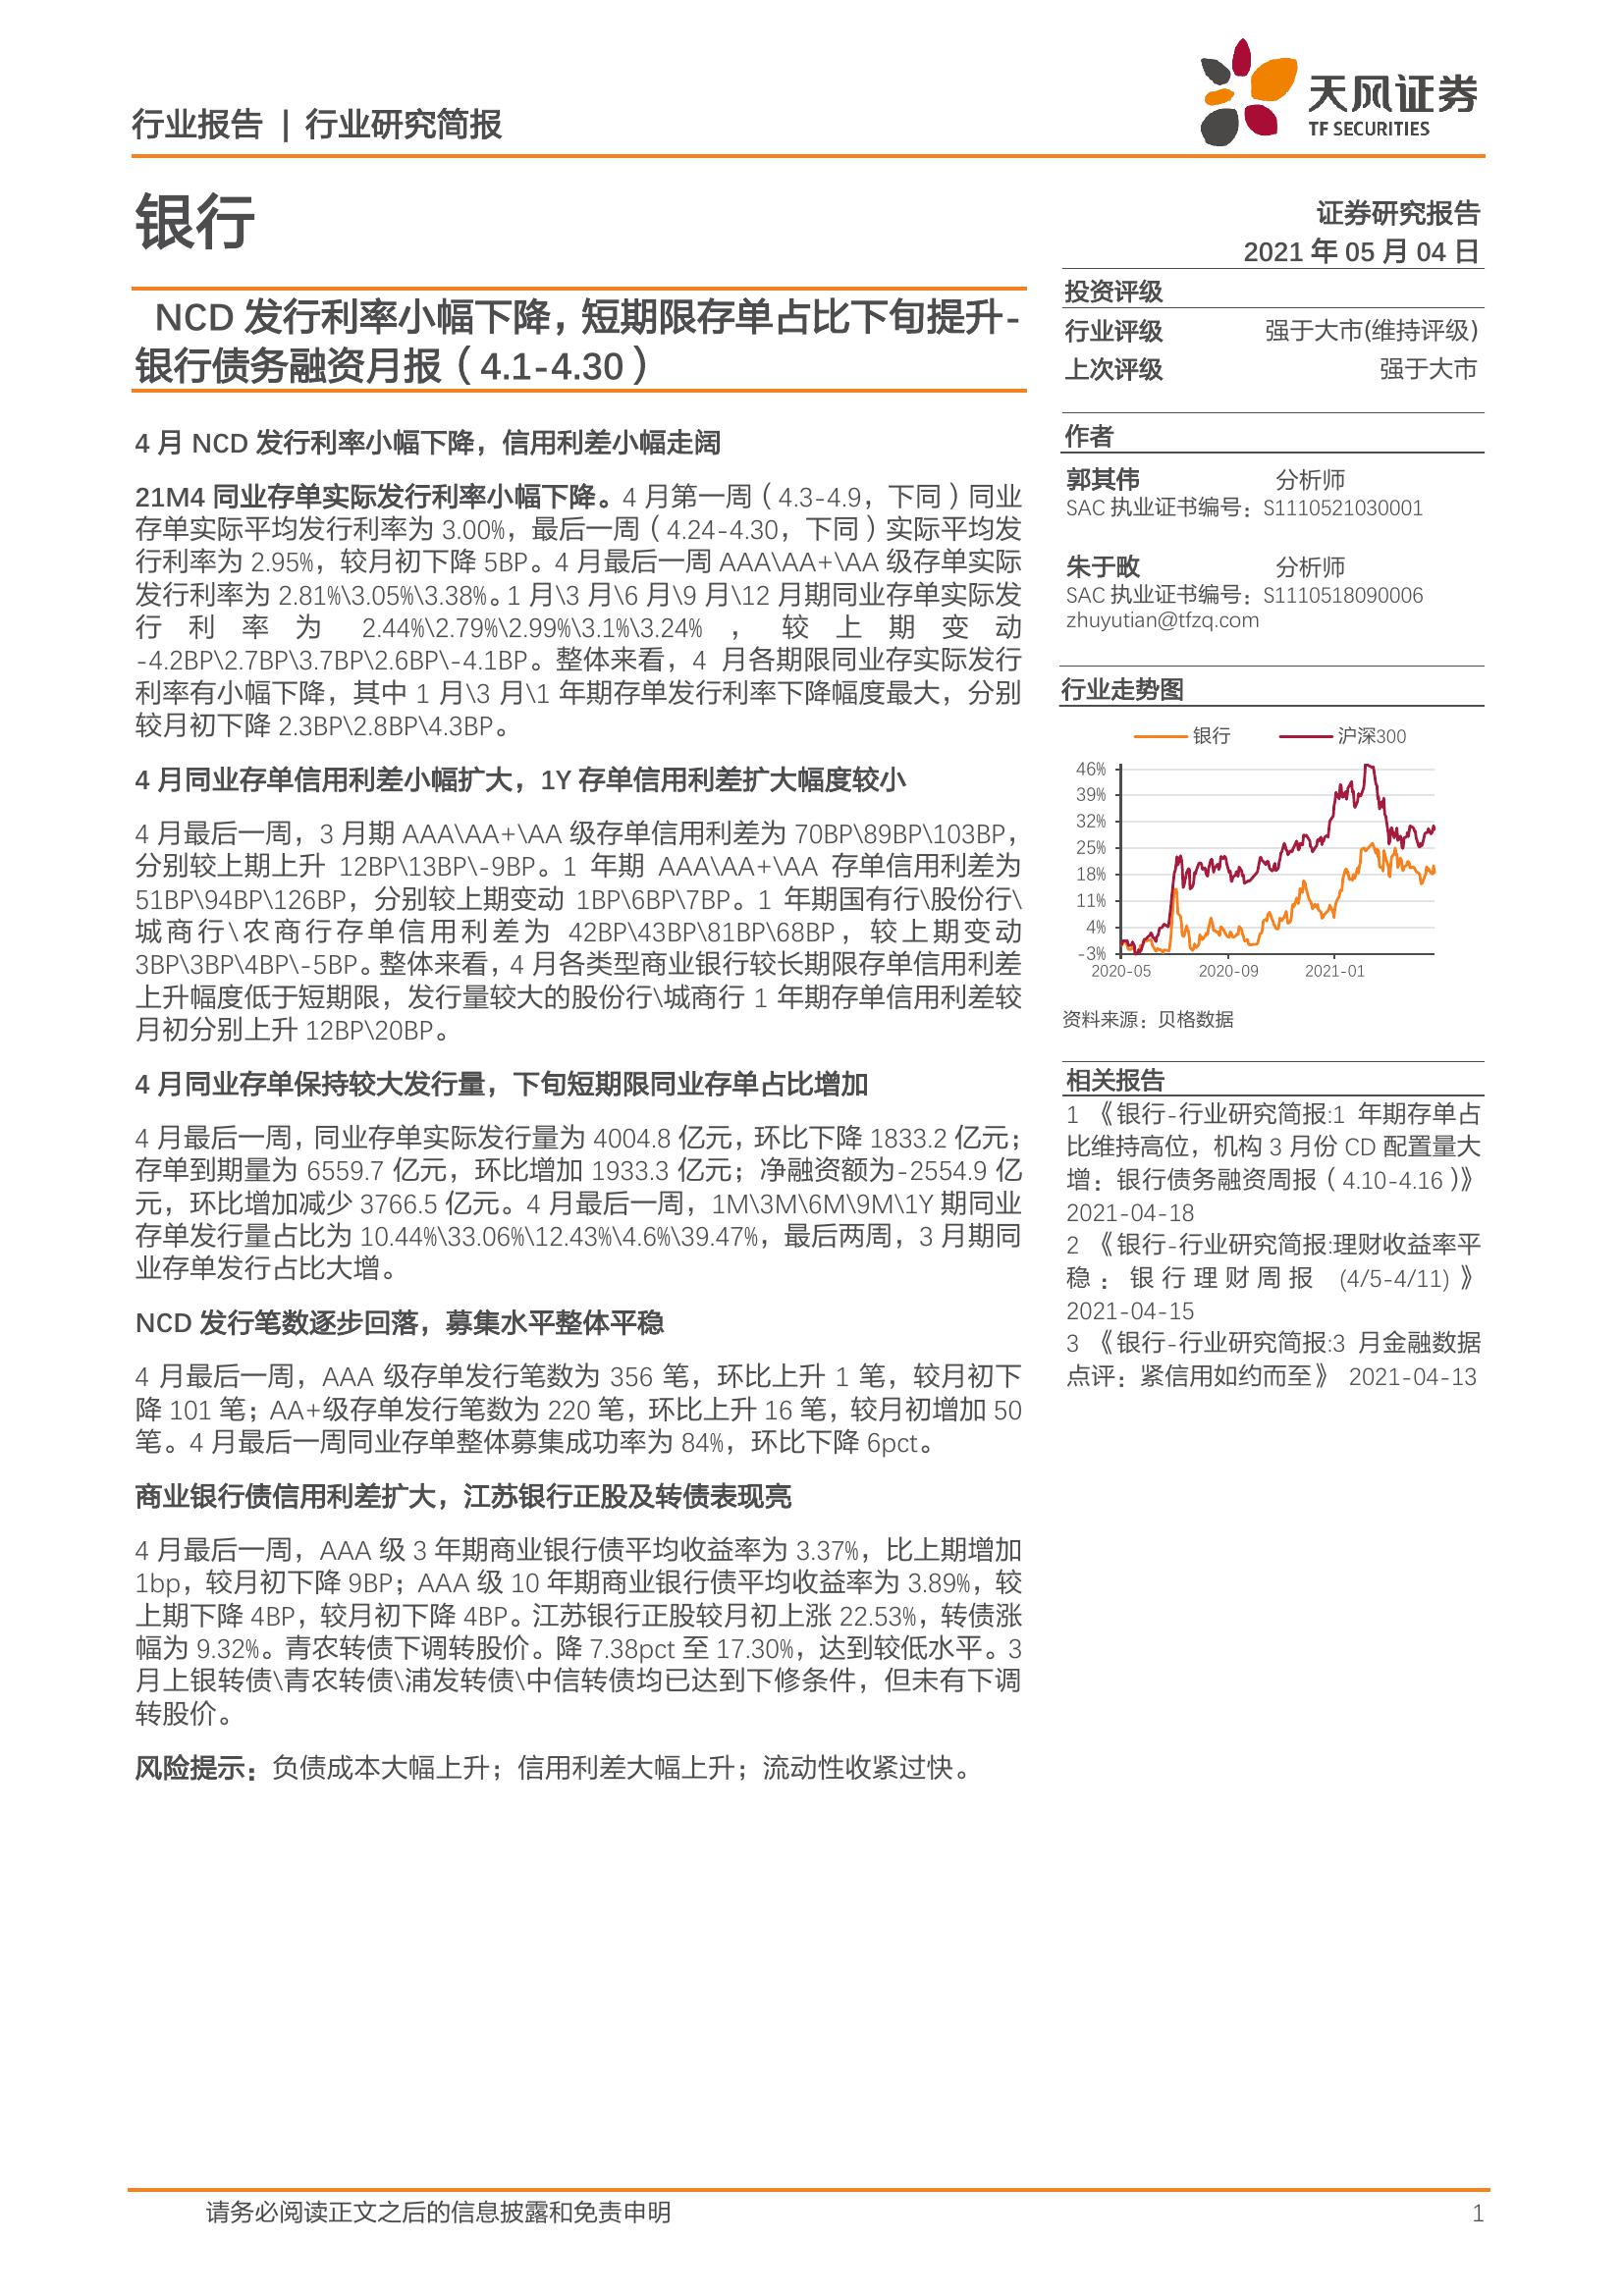 行业报告 | 行业研究简报
天风证券
TF SECURITIES
银行
证券研究报告
2021 年 05 月 04 日
NCD 发行利率小幅下降，短期限存单占比下旬提升-
银行债务融资月报（4.1-4.30）
4 月 NCD 发行利率小幅下降，信用利差小幅走阔
21M4 同业存单实际发行利率小幅下降。4 月第一周（4.3-4.9，下同）同业
存单实际平均发行利率为 3.00%，最后一周（4.24-4.30，下同）实际平均发
行利率为 2.95%，较月初下降 5BP。4 月最后一周 AAA\AA+\AA 级存单实际
发行利率为 2.81%\3.05%\3.38%。1 月\3 月\6 月\9 月\12 月期同业存单实际发
行利率为 2.44%\2.79%\2.99%\3.1%\3.24%，较上期变动
-4.2BP\2.7BP\3.7BP\2.6BP\-4.1BP。整体来看，4 月各期限同业存实际发行
利率有小幅下降，其中 1 月\3 月\1 年期存单发行利率下降幅度最大，分别
较月初下降 2.3BP\2.8BP\4.3BP。
4 月同业存单信用利差小幅扩大，1Y 存单信用利差扩大幅度较小
4 月最后一周，3 月期 AAA\AA+\AA 级存单信用利差为 70BP\89BP\103BP，
分别较上期上升 12BP\13BP\-9BP。1 年期 AAA\AA+\AA 存单信用利差为
51BP\94BP\126BP，分别较上期变动 1BP\6BP\7BP。1 年期国有行\股份行\
城商行\农商行存单信用利差为 42BP\43BP\81BP\68BP，较上期变动
3BP\3BP\4BP\-5BP。整体来看，4 月各类型商业银行较长期限存单信用利差
上升幅度低于短期限，发行量较大的股份行\城商行 1 年期存单信用利差较
月初分别上升 12BP\20BP。
4 月同业存单保持较大发行量，下旬短期限同业存单占比增加
4 月最后一周，同业存单实际发行量为 4004.8 亿元，环比下降 1833.2 亿元；
存单到期量为 6559.7 亿元，环比增加 1933.3 亿元；净融资额为-2554.9 亿
元，环比增加减少 3766.5 亿元。4 月最后一周，1M\3M\6M\9M\1Y 期同业
存单发行量占比为 10.44%\33.06%\12.43%\4.6%\39.47%，最后两周，3 月期同
业存单发行占比大增。
NCD 发行笔数逐步回落，募集水平整体平稳
4 月最后一周，AAA 级存单发行笔数为 356 笔，环比上升 1 笔，较月初下
降 101 笔；AA+级存单发行笔数为 220 笔，环比上升 16 笔，较月初增加 50
笔。4 月最后一周同业存单整体募集成功率为 84%，环比下降 6pct。
商业银行债信用利差扩大，江苏银行正股及转债表现亮
4 月最后一周，AAA 级 3 年期商业银行债平均收益率为 3.37%，比上期增加
1bp，较月初下降 9BP；AAA 级 10 年期商业银行债平均收益率为 3.89%，较
上期下降 4BP，较月初下降 4BP。江苏银行正股较月初上涨 22.53%，转债涨
幅为 9.32%。青农转债下调转股价。降 7.38pct 至 17.30%，达到较低水平。3
月上银转债\青农转债\浦发转债\中信转债均已达到下修条件，但未有下调
转股价。
风险提示：负债成本大幅上升；信用利差大幅上升；流动性收紧过快。
投资评级
行业评级 强于大市(维持评级)
上次评级 强于大市
作者
郭其伟 分析师
SAC 执业证书编号：S1110521030001
朱于畋 分析师
SAC 执业证书编号：S1110518090006
zhuyutian@tfzq.com
行业走势图
银行 沪深300
46%
39%
32%
25%
18%
11%
4%
-3%
2020-05 2020-09 2021-01
资料来源：贝格数据
相关报告
1 《银行-行业研究简报:1 年期存单占
比维持高位，机构 3 月份 CD 配置量大
增：银行债务融资周报（4.10-4.16）》
2021-04-18
2 《银行-行业研究简报:理财收益率平
稳：银行理财周报 (4/5-4/11)》
2021-04-15
3 《银行-行业研究简报:3 月金融数据
点评：紧信用如约而至》 2021-04-13
请务必阅读正文之后的信息披露和免责申明 1